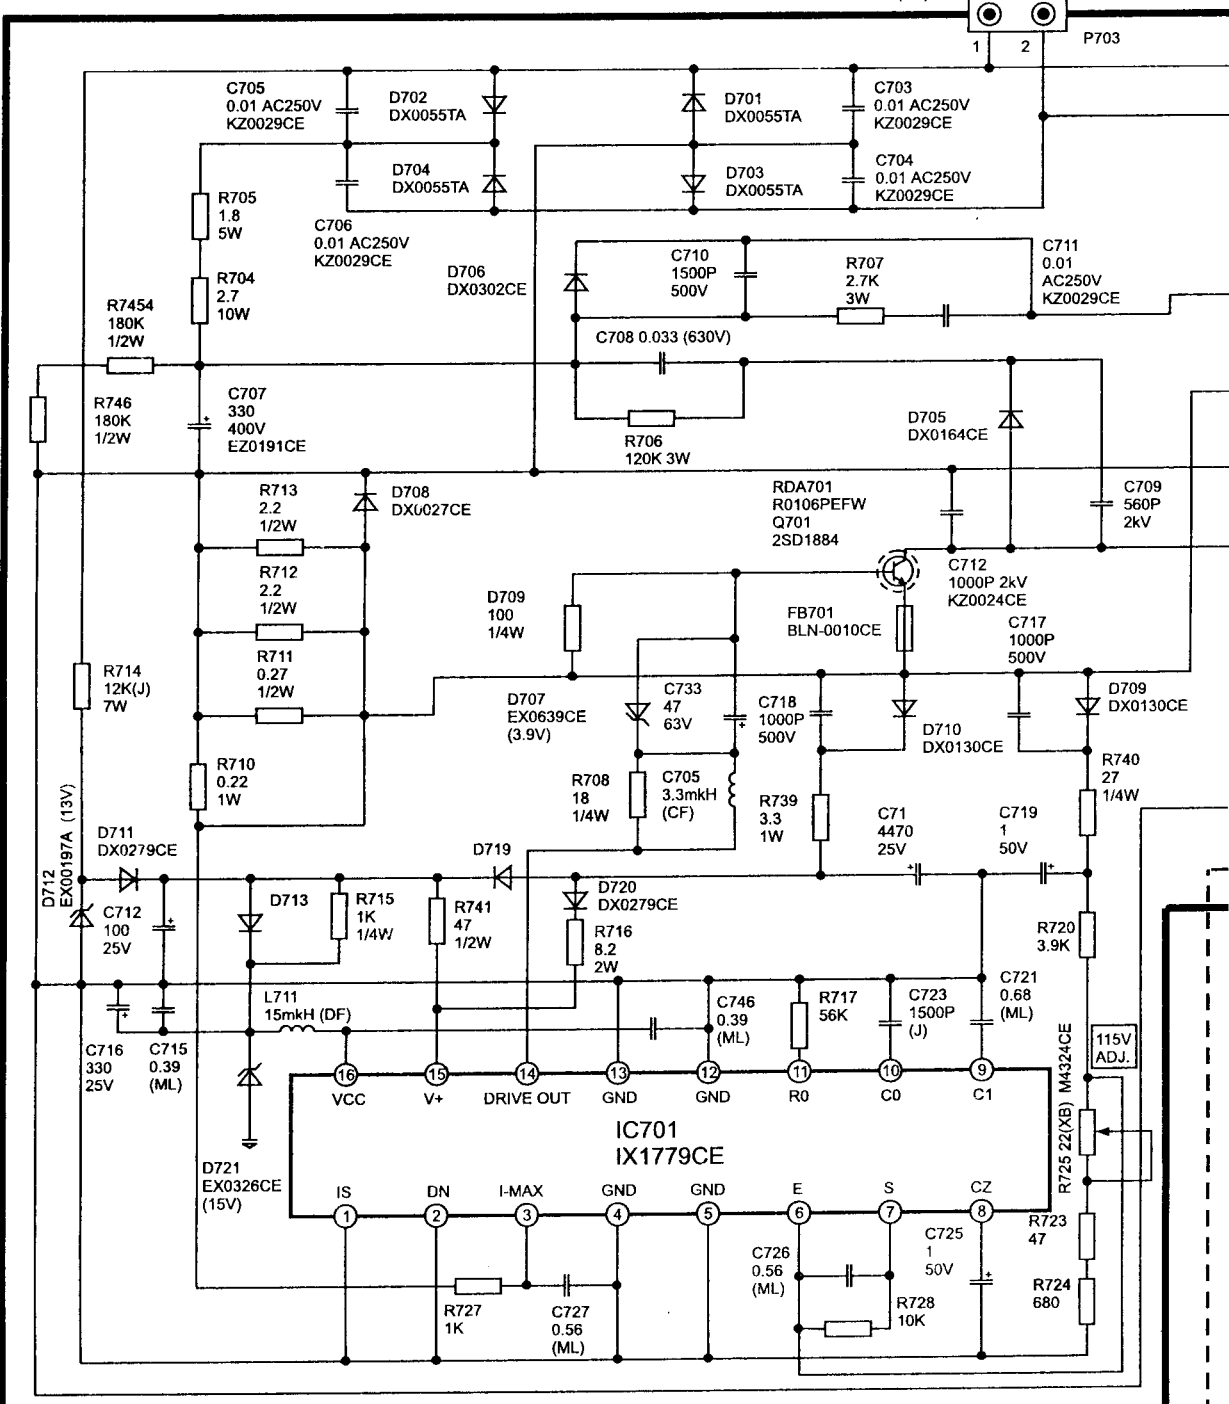 P703
1
2
C705
0.01 AC250V
KZ0029CE
D702
DX0055TA
D701
DX0055TA
C703
0.01 AC250V
KZ0029CE
D704
DX0055TA
D703
DX0055TA
C704
0.01 AC250V
KZ0029CE
R705
1.8
5W
C706
0.01 AC250V
KZ0029CE
R704
2.7
10W
D706
DX0302CE
C710
1500P
500V
R707
2.7K
3W
C711
0.01
AC250V
KZ0029CE
R7454
180K
1/2W
C708 0.033 (630V)
R746
180K
1/2W
C707
330
400V
EZ0191CE
R706
120K 3W
D705
DX0164CE
R713
2.2
1/2W
D708
DX0027CE
RDA701
R0106PEFW
Q701
2SD1884
C709
560P
2kV
R712
2.2
1/2W
D709
100
1/4W
C712
1000P 2kV
KZ0024CE
FB701
BLN-0010CE
C717
1000P
500V
R711
0.27
1/2W
R714
12K(J)
7W
D707
EX0639CE
(3.9V)
C733
47
63V
C718
1000P
500V
D710
DX0130CE
D709
DX0130CE
R710
0.22
1W
R708
18
1/4W
C705
3.3mkH
(CF)
R739
3.3
1W
R740
27
1/4W
C71
4470
25V
C719
1
50V
D712
EX00197A (13V)
D711
DX0279CE
D719
D720
DX0279CE
C712
100
25V
D713
R715
1K
1/4W
R741
47
1/2W
R716
8.2
2W
R720
3.9K
L711
15mkH (DF)
C746
0.39
(ML)
R717
56K
C723
1500P
(J)
C721
0.68
(ML)
C716
330
25V
C715
0.39
(ML)
115V
ADJ.
16
15
14
13
12
11
10
9
VCC
V+
DRIVE OUT
GND
GND
R0
C0
C1
IC701
IX1779CE
R725 22(XB) M4324CE
D721
EX0326CE
(15V)
IS
DN
I-MAX
GND
GND
E
S
CZ
1
2
3
4
5
6
7
8
R723
47
C726
0.56
(ML)
C725
1
50V
R727
1K
C727
0.56
(ML)
R728
10K
R724
680